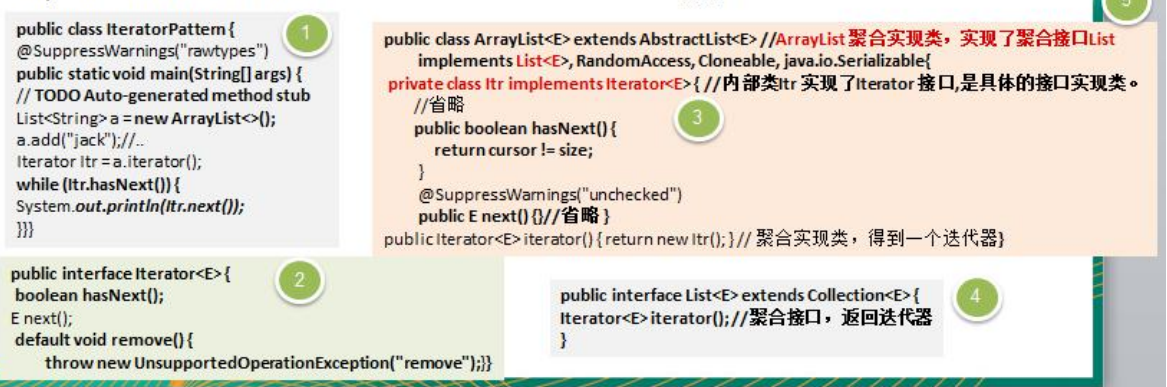 1
public class IteratorPattern {
@SuppressWarnings("rawtypes")
public static void main(String[] args) {
// TODO Auto-generated method stub
List<String> a = new ArrayList<>();
a.add("jack");//..
Iterator Itr = a.iterator();
while (Itr.hasNext()) {
System.out.println(Itr.next());
}}}
2
public interface Iterator<E> {
boolean hasNext();
E next();
default void remove() {
throw new UnsupportedOperationException("remove");}}
5
public class ArrayList<E> extends AbstractList<E> //ArrayList 聚合实现类，实现了聚合接口List
implements List<E>, RandomAccess, Cloneable, java.io.Serializable{
private class Itr implements Iterator<E> { //内部类Itr 实现了Iterator 接口,是具体的接口实现类。
//省略
3
public boolean hasNext() {
return cursor != size;
}
@SuppressWarnings("unchecked")
public E next() {}//省略 }
public Iterator<E> iterator() { return new Itr(); } // 聚合实现类，得到一个迭代器}
4
public interface List<E> extends Collection<E> {
Iterator<E> iterator();//聚合接口，返回迭代器
}